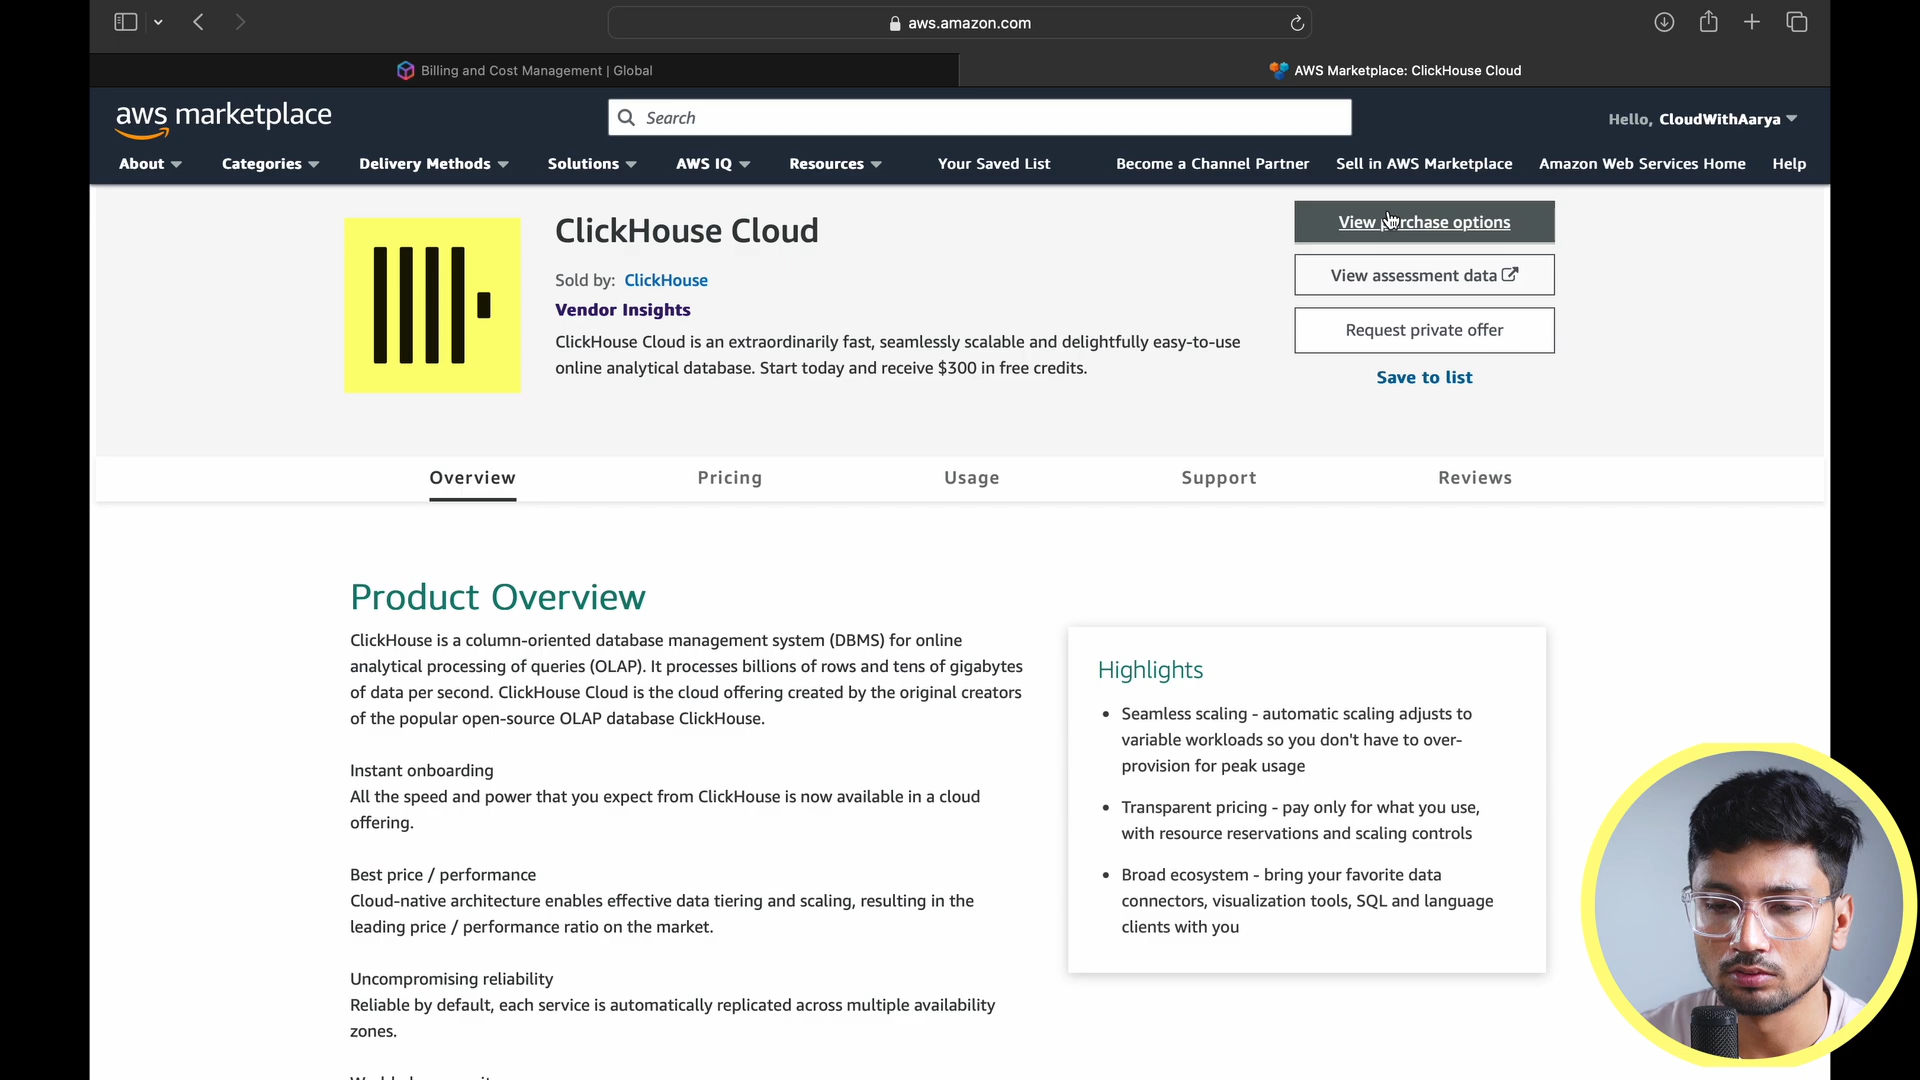 aws.amazon.com
Billing and Cost Management | Global
AWS Marketplace: ClickHouse Cloud
aws marketplace
Search
Hello, CloudWithAarya
About
Categories
Delivery Methods
Solutions
AWS IQ
Resources
Your Saved List
Become a Channel Partner
Sell in AWS Marketplace
Amazon Web Services Home
Help
ClickHouse Cloud
Sold by: ClickHouse
Vendor Insights
ClickHouse Cloud is an extraordinarily fast, seamlessly scalable and delightfully easy-to-use
online analytical database. Start today and receive $300 in free credits.
View purchase options
View assessment data
Request private offer
Save to list
Overview
Pricing
Usage
Support
Reviews
Product Overview
ClickHouse is a column-oriented database management system (DBMS) for online
analytical processing of queries (OLAP). It processes billions of rows and tens of gigabytes
of data per second. ClickHouse Cloud is the cloud offering created by the original creators
of the popular open-source OLAP database ClickHouse.
Instant onboarding
All the speed and power that you expect from ClickHouse is now available in a cloud
offering.
Best price / performance
Cloud-native architecture enables effective data tiering and scaling, resulting in the
leading price / performance ratio on the market.
Uncompromising reliability
Reliable by default, each service is automatically replicated across multiple availability
zones.
Highlights
Seamless scaling - automatic scaling adjusts to
variable workloads so you don't have to over-
provision for peak usage
Transparent pricing - pay only for what you use,
with resource reservations and scaling controls
Broad ecosystem - bring your favorite data
connectors, visualization tools, SQL and language
clients with you